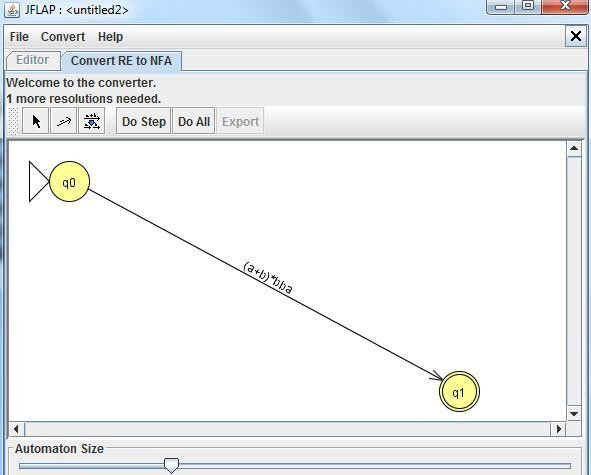 JFLAP : <untitled2>
File Convert Help
Editor Convert RE to NFA
Welcome to the converter.
1 more resolutions needed.
Do Step Do All Export
q0
(a+b)*bba
q1
Automaton Size